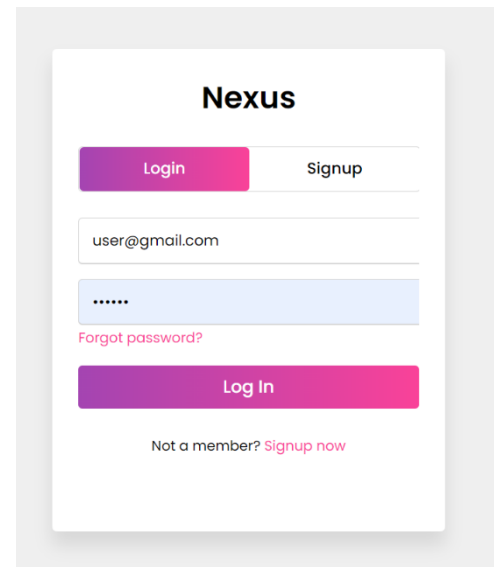 Nexus
Login Signup
user@gmail.com
••••••
Forgot password?
Log In
Not a member? Signup now